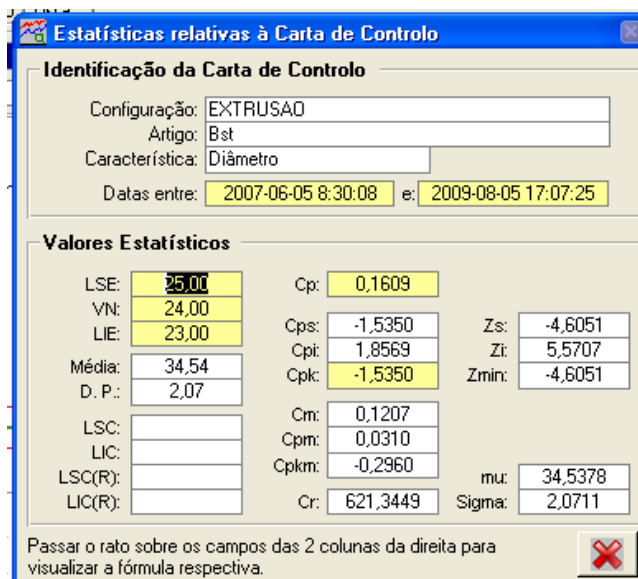 Estatísticas relativas à Carta de Controlo
Identificação da Carta de Controlo
Configuração: EXTRUSAO
Artigo: Bst
Característica: Diâmetro
Datas entre: 2007-06-05 8:30:08 e: 2009-08-05 17:07:25
Valores Estatísticos
LSE: 25,00 Cp: 0,1609
VN: 24,00
LIE: 23,00
Cps: -1,5350 Zs: -4,6051
Cpi: 1,8569 Zi: 5,5707
Média: 34,54
Cpk: -1,5350 Zmin: -4,6051
D. P.: 2,07
Cm: 0,1207
LSC:
Cpm: 0,0310
LIC:
Cpkm: -0,2960
LSC(R): mu: 34,5378
LIC(R): Cr: 621,3449 Sigma: 2,0711
Passar o rato sobre os campos das 2 colunas da direita para
visualizar a fórmula respectiva.